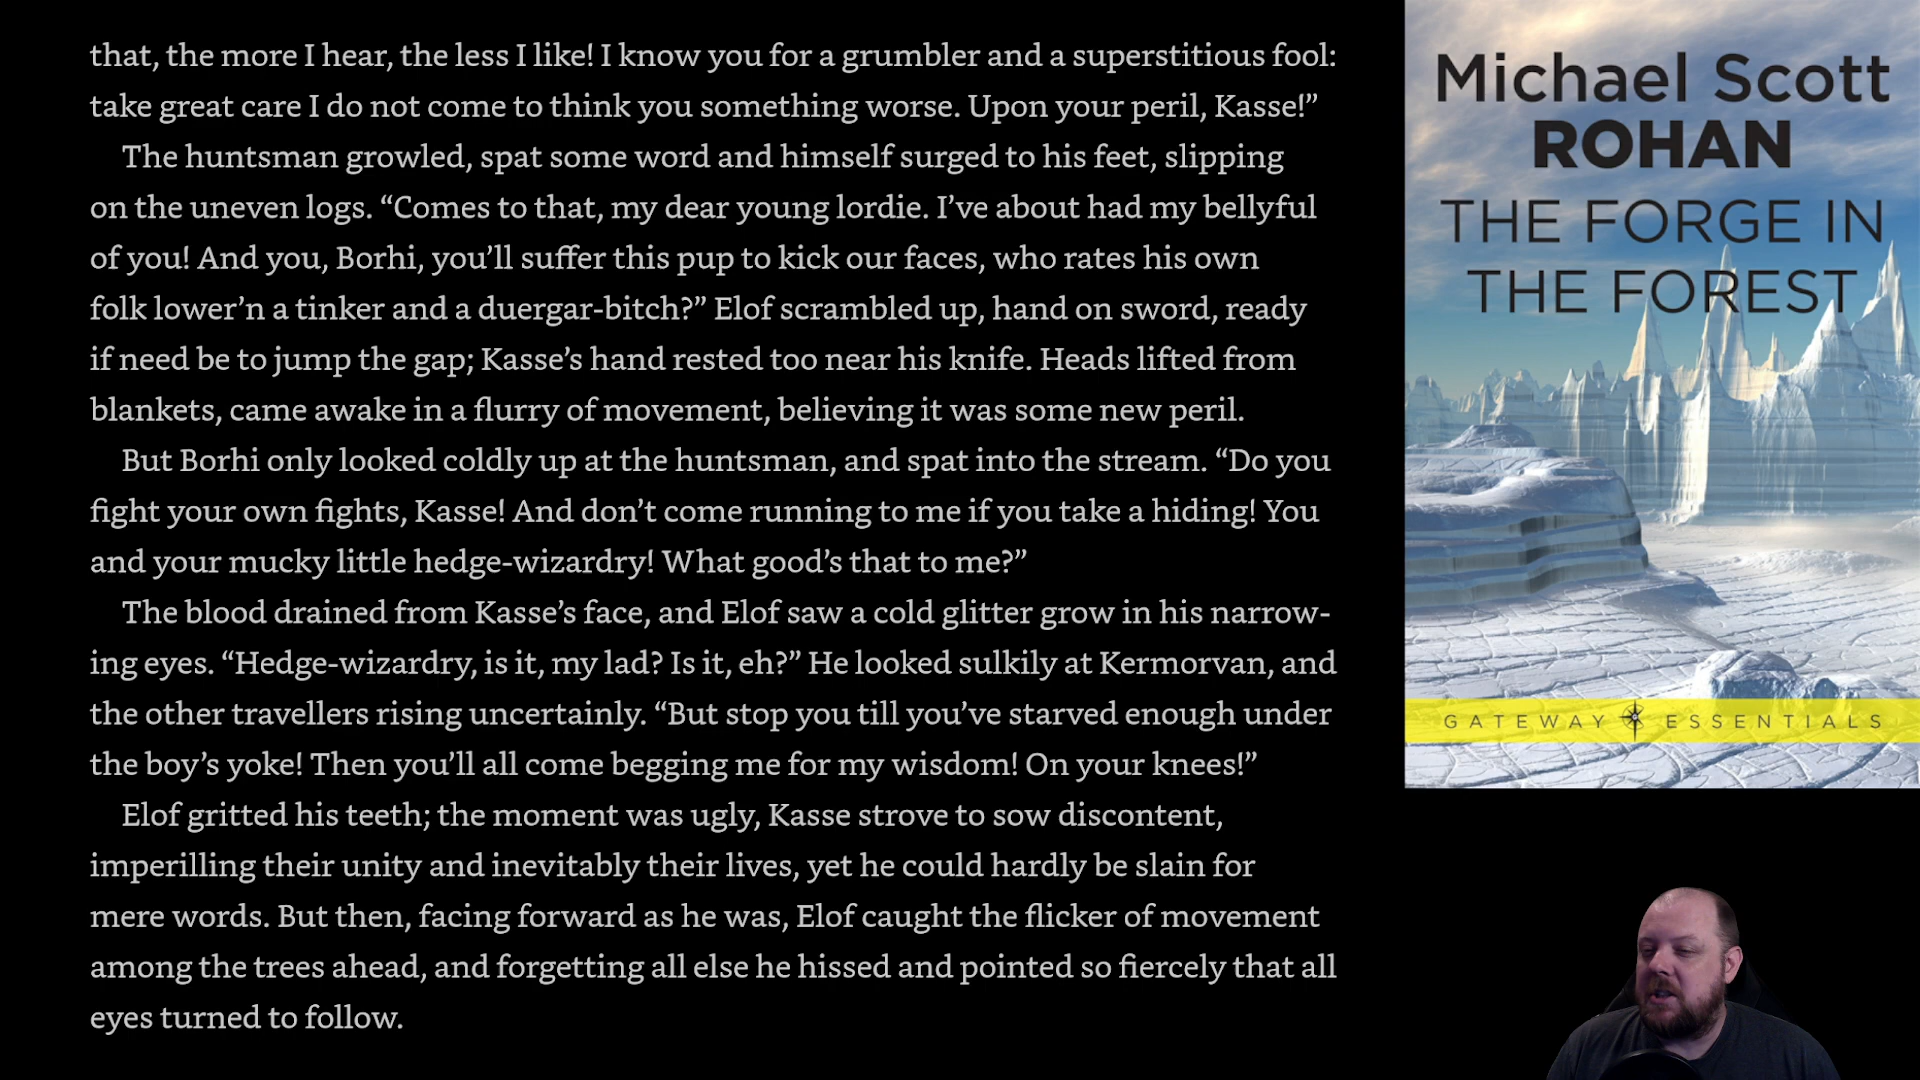 that, the more I hear, the less I like! I know you for a grumbler and a superstitious fool:
take great care I do not come to think you something worse. Upon your peril, Kasse!”
The huntsman growled, spat some word and himself surged to his feet, slipping
on the uneven logs. “Comes to that, my dear young lordie. I’ve about had my bellyful
of you! And you, Borhi, you’ll suffer this pup to kick our faces, who rates his own
folk lower’n a tinker and a duergar-bitch?” Elof scrambled up, hand on sword, ready
if need be to jump the gap; Kasse’s hand rested too near his knife. Heads lifted from
blankets, came awake in a flurry of movement, believing it was some new peril.
But Borhi only looked coldly up at the huntsman, and spat into the stream. “Do you
fight your own fights, Kasse! And don’t come running to me if you take a hiding! You
and your mucky little hedge-wizardry! What good’s that to me?”
The blood drained from Kasse’s face, and Elof saw a cold glitter grow in his narrow-
ing eyes. “Hedge-wizardry, is it, my lad? Is it, eh?” He looked sulkily at Kermorvan, and
the other travellers rising uncertainly. “But stop you till you’ve starved enough under
the boy’s yoke! Then you’ll all come begging me for my wisdom! On your knees!”
Elof gritted his teeth; the moment was ugly, Kasse strove to sow discontent,
imperilling their unity and inevitably their lives, yet he could hardly be slain for
mere words. But then, facing forward as he was, Elof caught the flicker of movement
among the trees ahead, and forgetting all else he hissed and pointed so fiercely that all
eyes turned to follow.
Michael Scott
ROHAN
THE FORGE IN
THE FOREST
GATEWAY ESSENTIALS